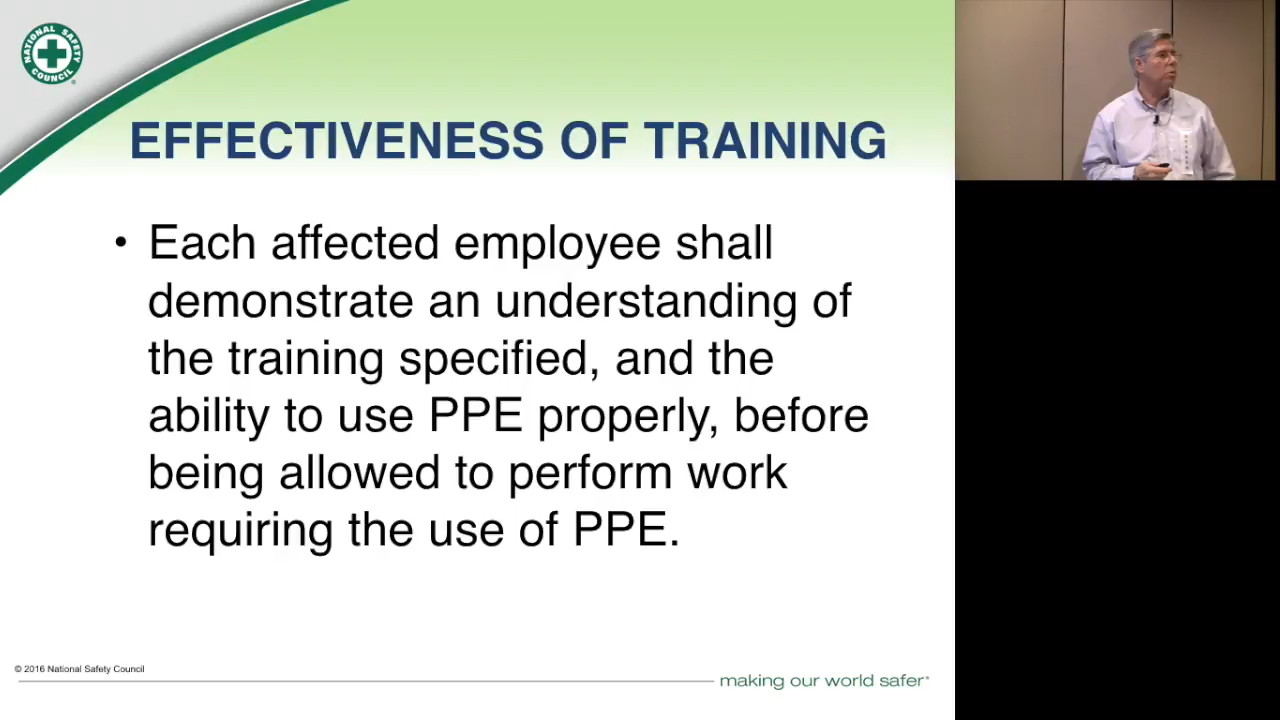 NATIONAL SAFETY
COUNCIL
EFFECTIVENESS OF TRAINING
• Each affected employee shall
demonstrate an understanding of
the training specified, and the
ability to use PPE properly, before
being allowed to perform work
requiring the use of PPE.
© 2016 National Safety Council
making our world safer®